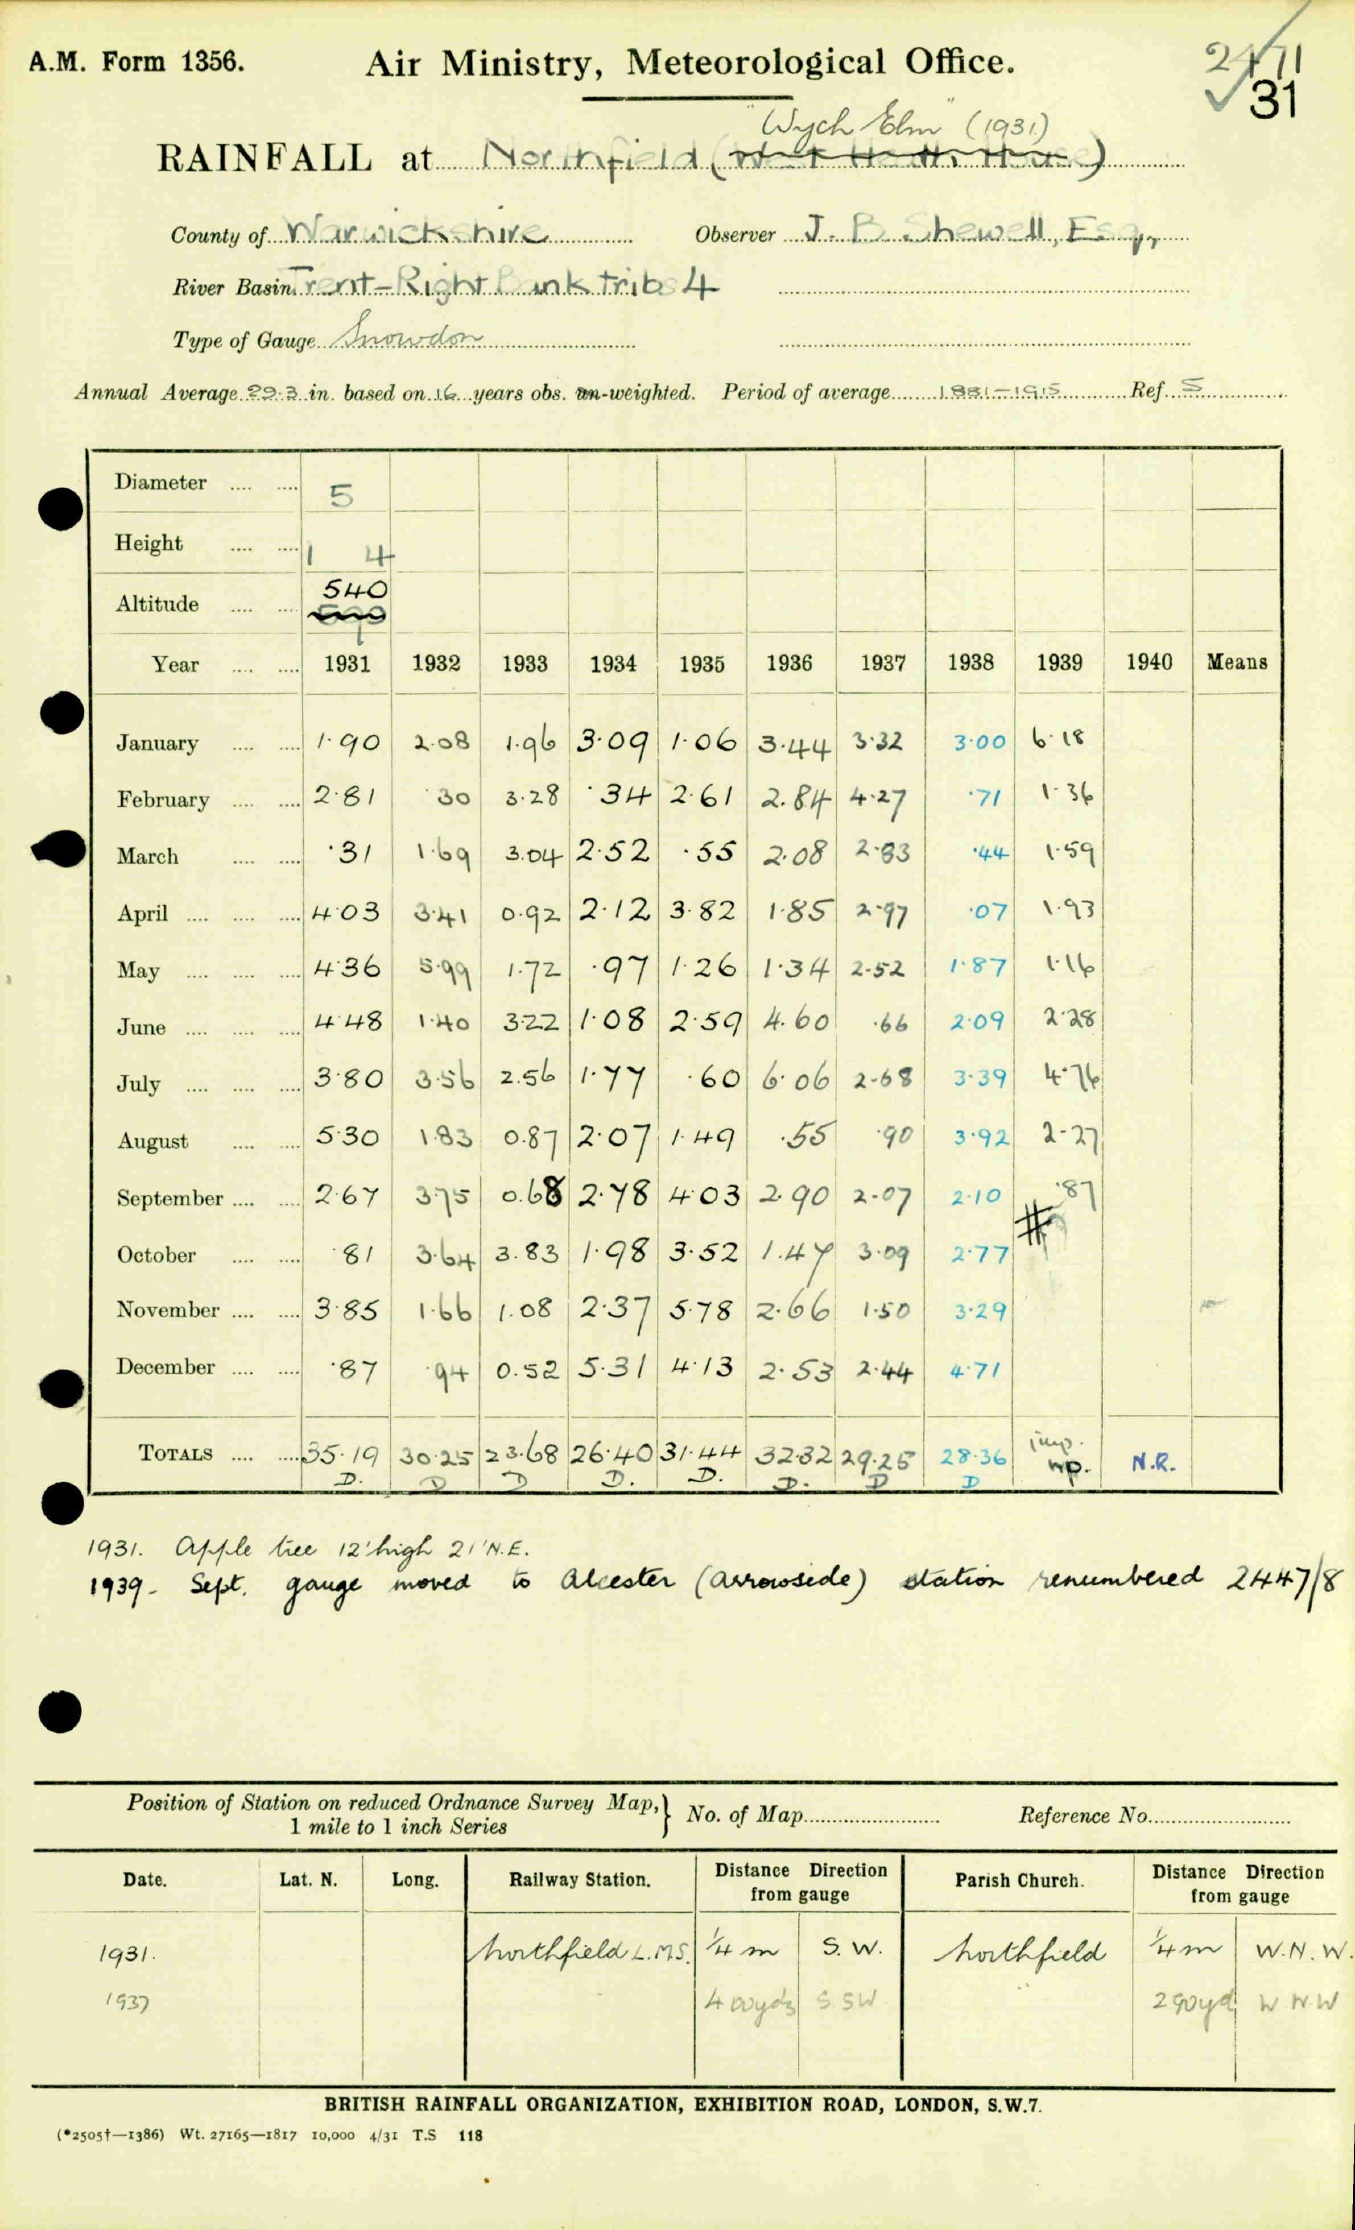 A.M. Form 1356.
Air Ministry, Meteorological Office.
2471
31
"Wych Elm" (1931)
RAINFALL at Northfield (West Heath House)
County of Warwickshire Observer J. B. Shewell, Esq.,
River Basin Trent-Right Bank tribs 4
Type of Gauge Snowdon
Annual Average 29.3 in. based on 16 years obs. un-weighted. Period of average 1881-1915 Ref. S
Diameter 5
Height 1 4
Altitude 540
Year 1931 1932 1933 1934 1935 1936 1937 1938 1939 1940 Means
January 1.90 2.08 1.96 3.09 1.06 3.44 3.32 3.00 6.18
February 2.81 .30 3.28 .34 2.61 2.84 4.27 .71 1.36
March .31 1.69 3.04 2.52 .55 2.08 2.83 .44 1.59
April 4.03 3.41 0.92 2.12 3.82 1.85 2.97 .07 1.93
May 4.36 5.99 1.72 .97 1.26 1.34 2.52 1.87 1.16
June 4.48 1.40 3.22 1.08 2.59 4.60 .66 2.09 2.28
July 3.80 3.56 2.56 1.77 .60 6.06 2.68 3.39 4.76
August 5.30 1.83 0.87 2.07 1.49 .55 .90 3.92 2.27
September 2.67 3.75 0.68 2.78 4.03 2.90 2.07 2.10 .87
October .81 3.64 3.83 1.98 3.52 1.47 3.09 2.77 #
November 3.85 1.66 1.08 2.37 5.78 2.66 1.50 3.29
December .87 .94 0.52 5.31 4.13 2.53 2.44 4.71
TOTALS 35.19 30.25 23.68 26.40 31.44 32.32 29.25 28.36 imp. N.R.
D. D D D. D. D. D D mp.
1931. Apple tree 12' high 21' N.E.
1939 - Sept. gauge moved to Alcester (Arrowside) station renumbered 2447/8
Position of Station on reduced Ordnance Survey Map, 1 mile to 1 inch Series } No. of Map Reference No.
Date. Lat. N. Long. Railway Station. Distance Direction from gauge Parish Church. Distance Direction from gauge
1931. Northfield L.M.S. 1/4 m S.W. Northfield 1/4 m W.N.W.
1937 400yds S.SW 290yd W N W
BRITISH RAINFALL ORGANIZATION, EXHIBITION ROAD, LONDON, S.W.7.
(*2505†—1386) Wt. 27165—1817 10,000 4/31 T.S 118